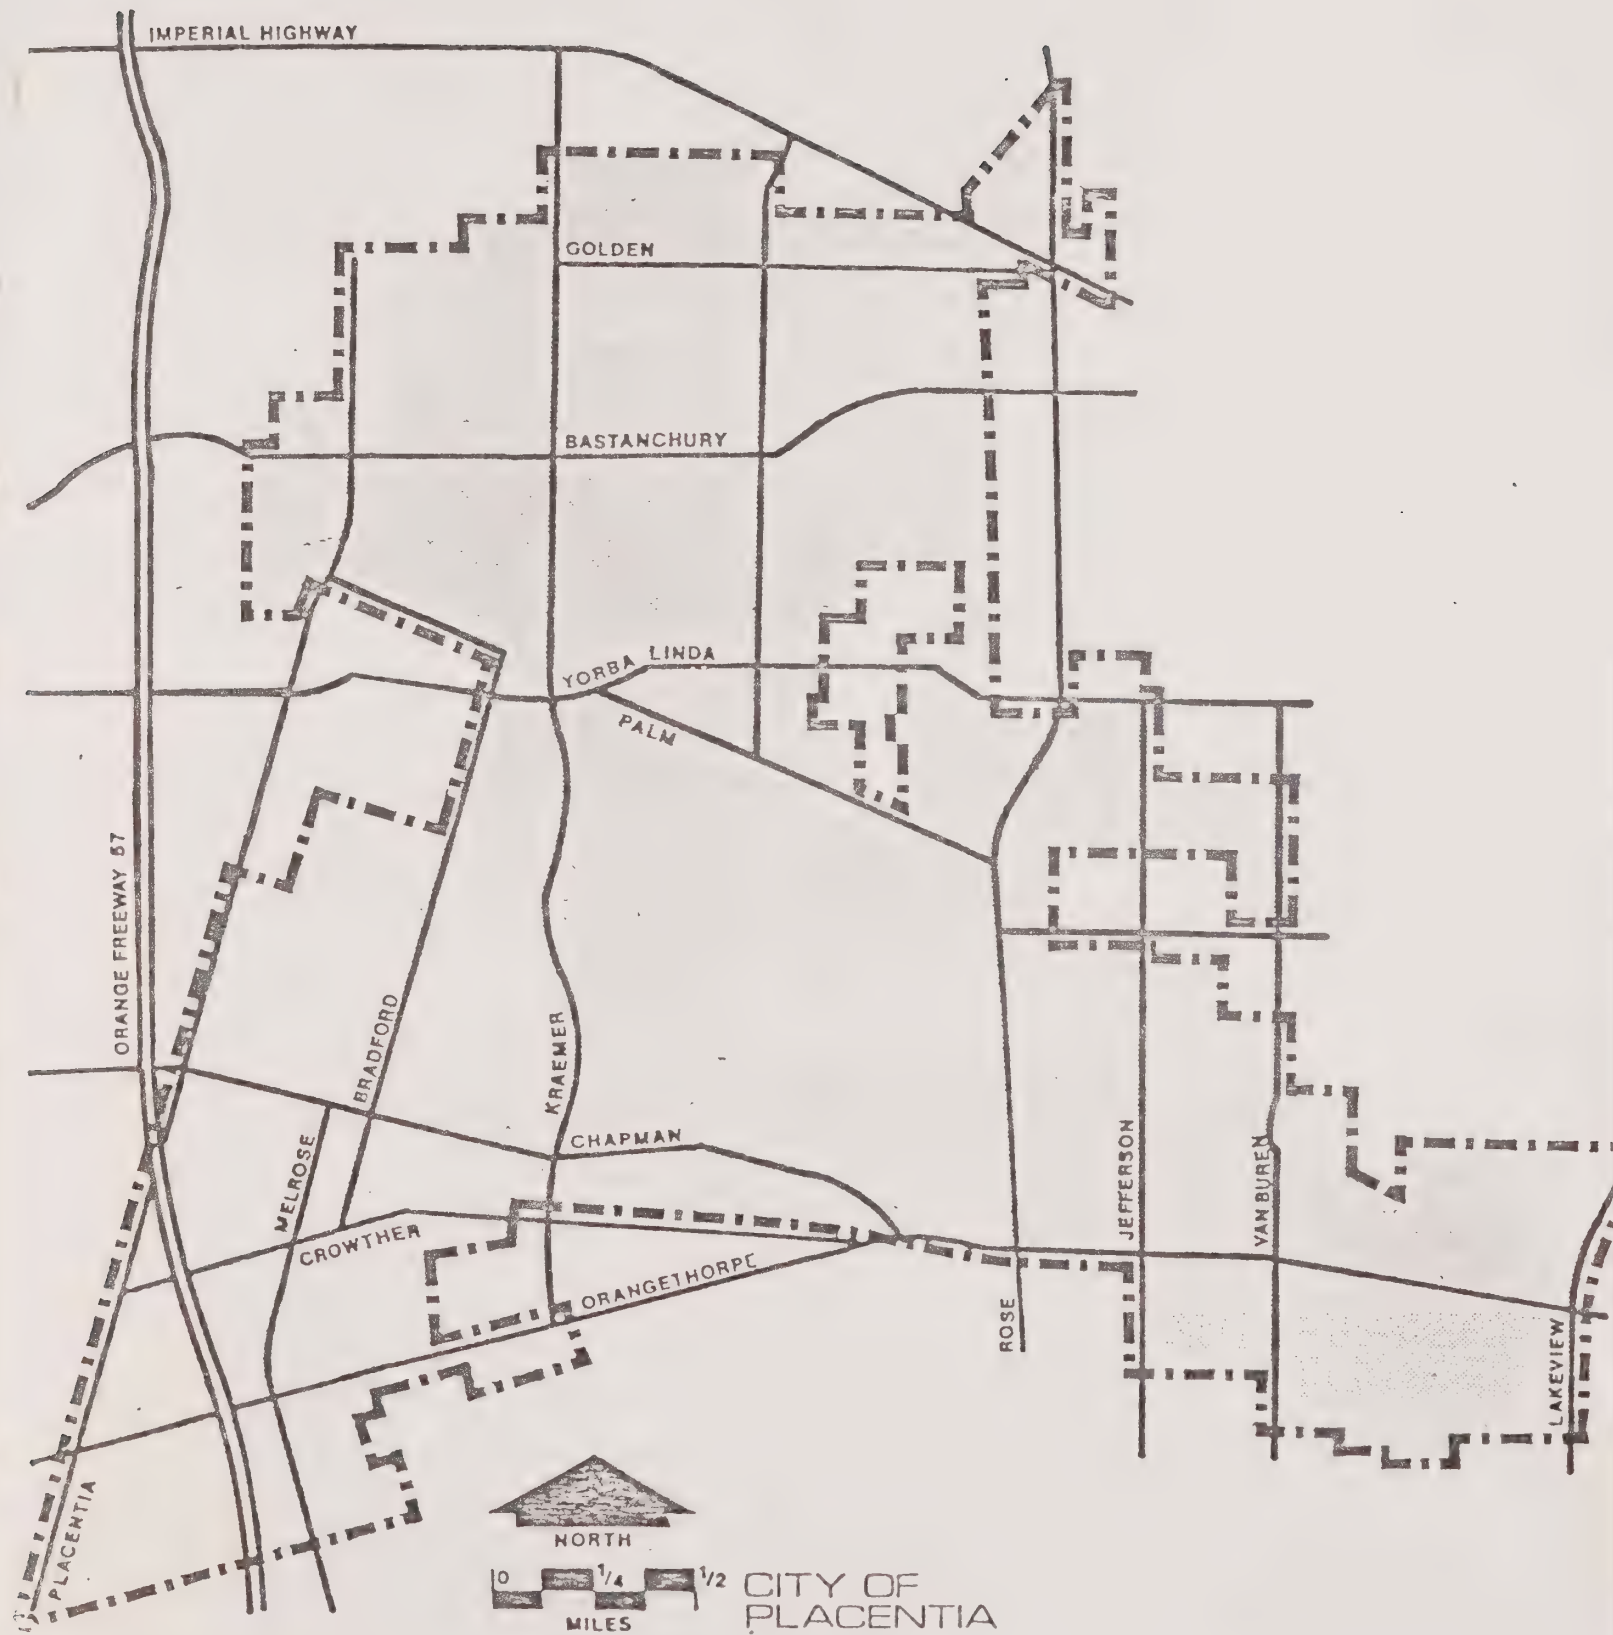 IMPERIAL HIGHWAY
GOLDEN
BASTANCHURY
YORBA LINDA
PALM
ORANGE FREEWAY 57
BRADFORD
KRAEMER
CHAPMAN
MELROSE
CROWTHER
ORANGETHORPE
ROSE
JEFFERSON
VAN BUREN
LAKEVIEW
PLACENTIA
NORTH
0 1/4 1/2
MILES
CITY OF
PLACENTIA